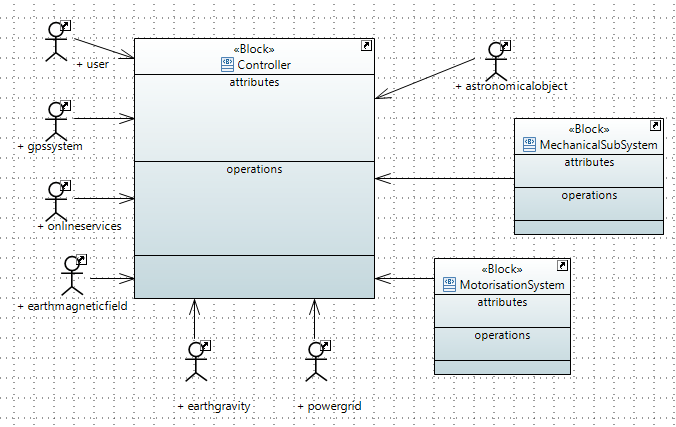 «Block»
Controller
attributes
operations
+ user
+ gpssystem
+ onlineservices
+ earthmagneticfield
+ earthgravity
+ powergrid
+ astronomicalobject
«Block»
MechanicalSubSystem
attributes
operations
«Block»
MotorisationSystem
attributes
operations